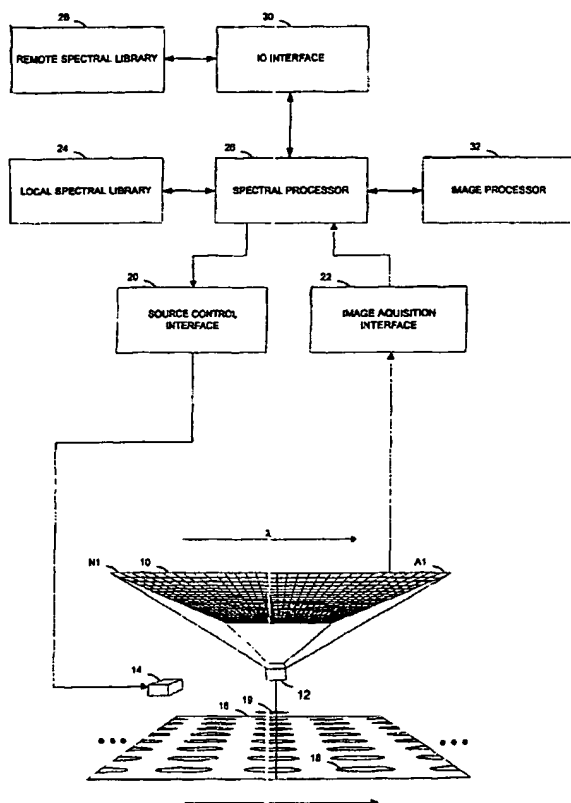 26
30
REMOTE SPECTRAL LIBRARY
IO INTERFACE
24
28
32
LOCAL SPECTRAL LIBRARY
SPECTRAL PROCESSOR
IMAGE PROCESSOR
20
22
SOURCE CONTROL
INTERFACE
IMAGE AQUISITION
INTERFACE
λ
N1
10
A1
14
12
19
16
18